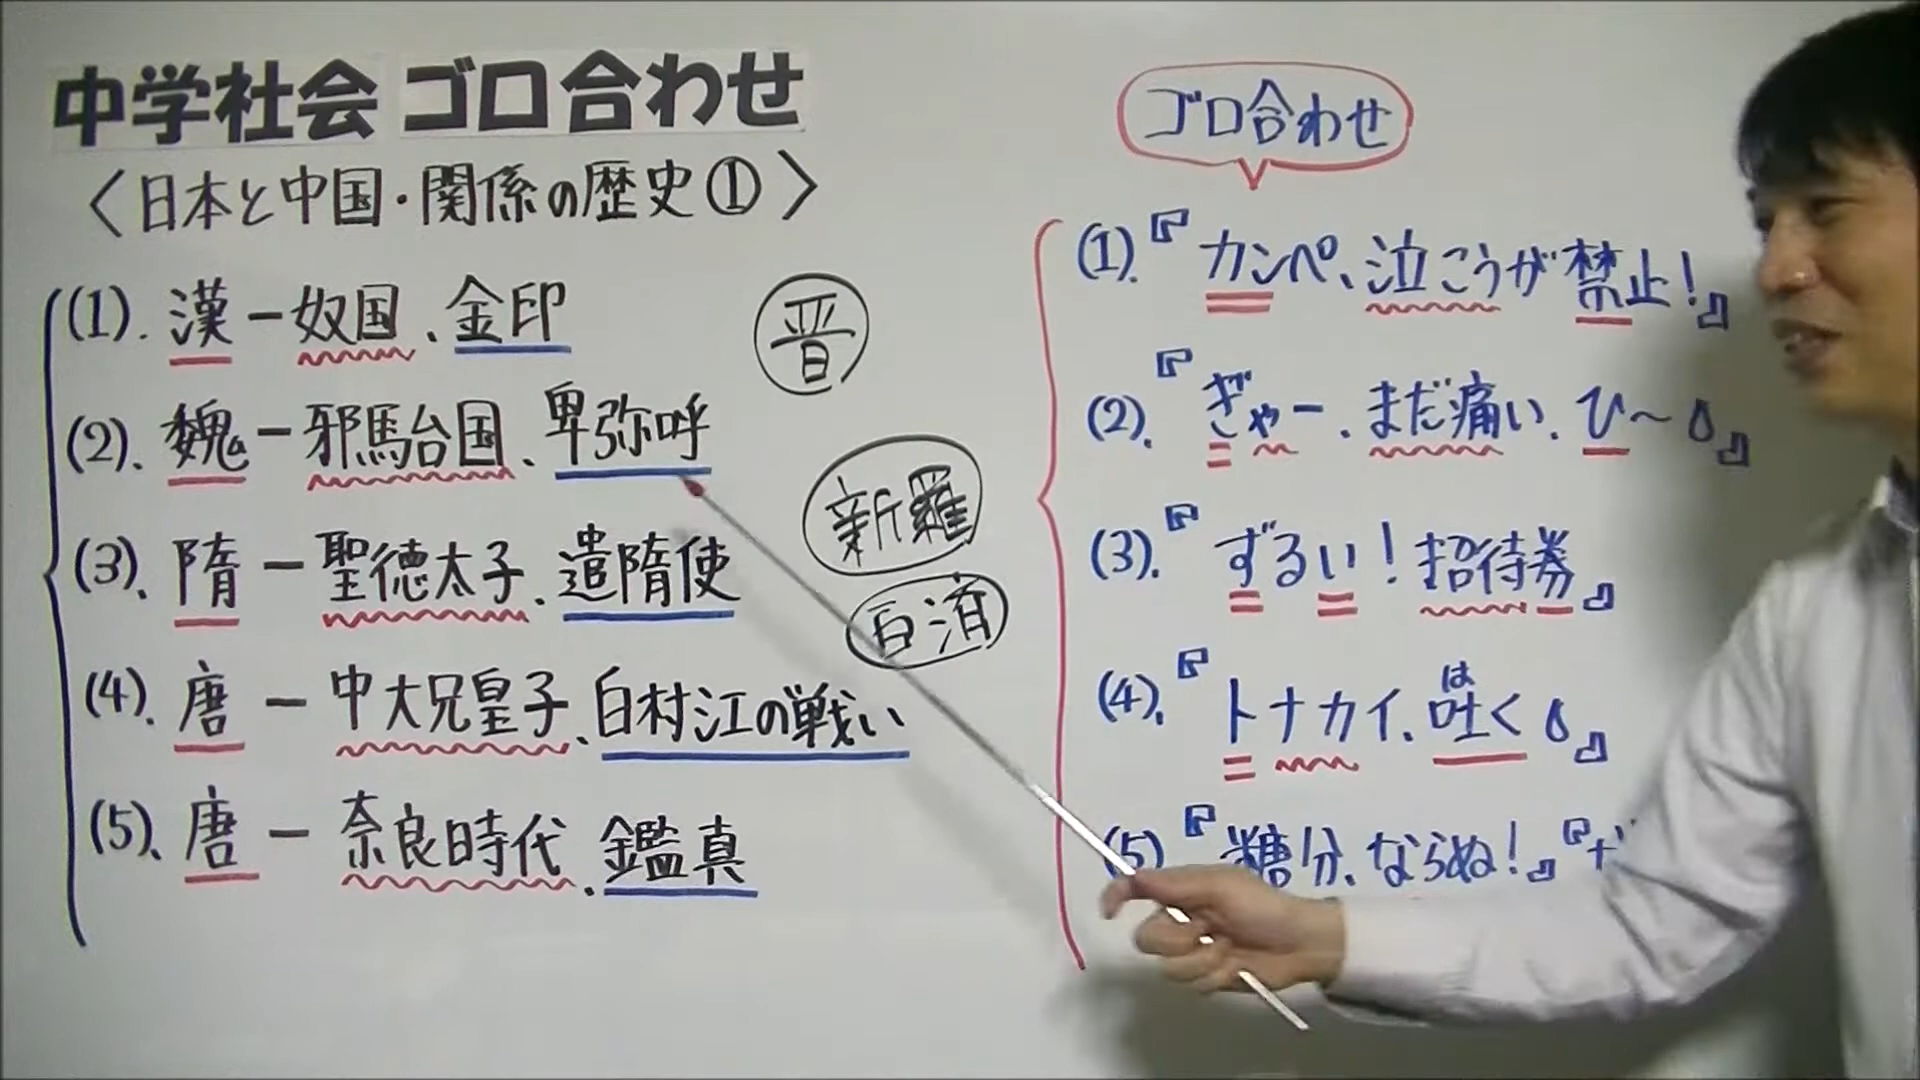 中学社会 ゴロ合わせ
〈日本と中国・関係の歴史①〉
(1). 漢ー奴国、金印
(2)、魏ー邪馬台国、卑弥呼
(3)、隋ー聖徳太子、遣隋使
(4)、唐ー中大兄皇子、白村江の戦い
(5)、唐ー奈良時代、鑑真
晋
新羅
百済
ゴロ合わせ
(1).『カンペ、泣こうが禁止!』
(2).『ぎゃー、まだ痛い、ひ〜』
(3).『ずるい!招待券』
は
(4)、『トナカイ、吐く』
(5)『糖分、ならぬ!』『